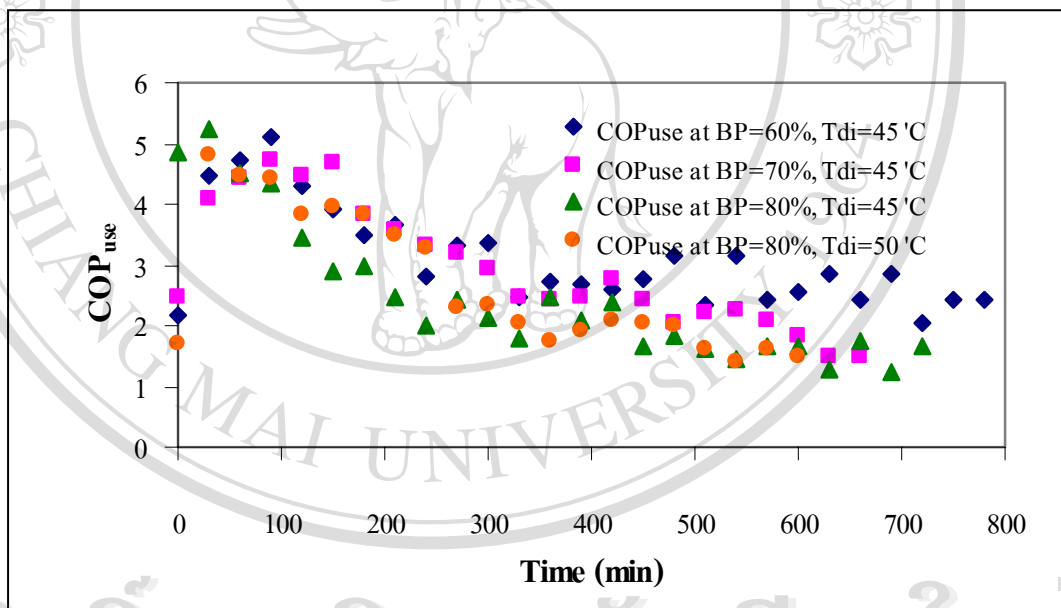 6
5
4
3
2
1
0
COPuse
COPuse at BP=60%, Tdi=45 'C
COPuse at BP=70%, Tdi=45 'C
COPuse at BP=80%, Tdi=45 'C
COPuse at BP=80%, Tdi=50 'C
0 100 200 300 400 500 600 700 800
Time (min)
CHIANG MAI UNIVERSITY 1964